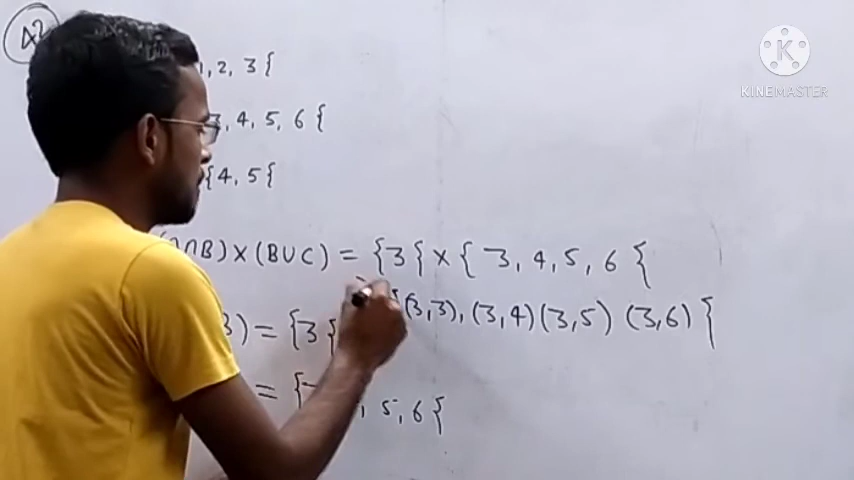 42
K
KINEMASTER
1, 2, 3 {
3, 4, 5, 6 {
{ 4, 5 {
∩B) × (B∪C) = { 3 { × { 3, 4, 5, 6 {
{ (3,3), (3,4) (3,5) (3,6) {
) = { 3 {
= { , 5, 6 {